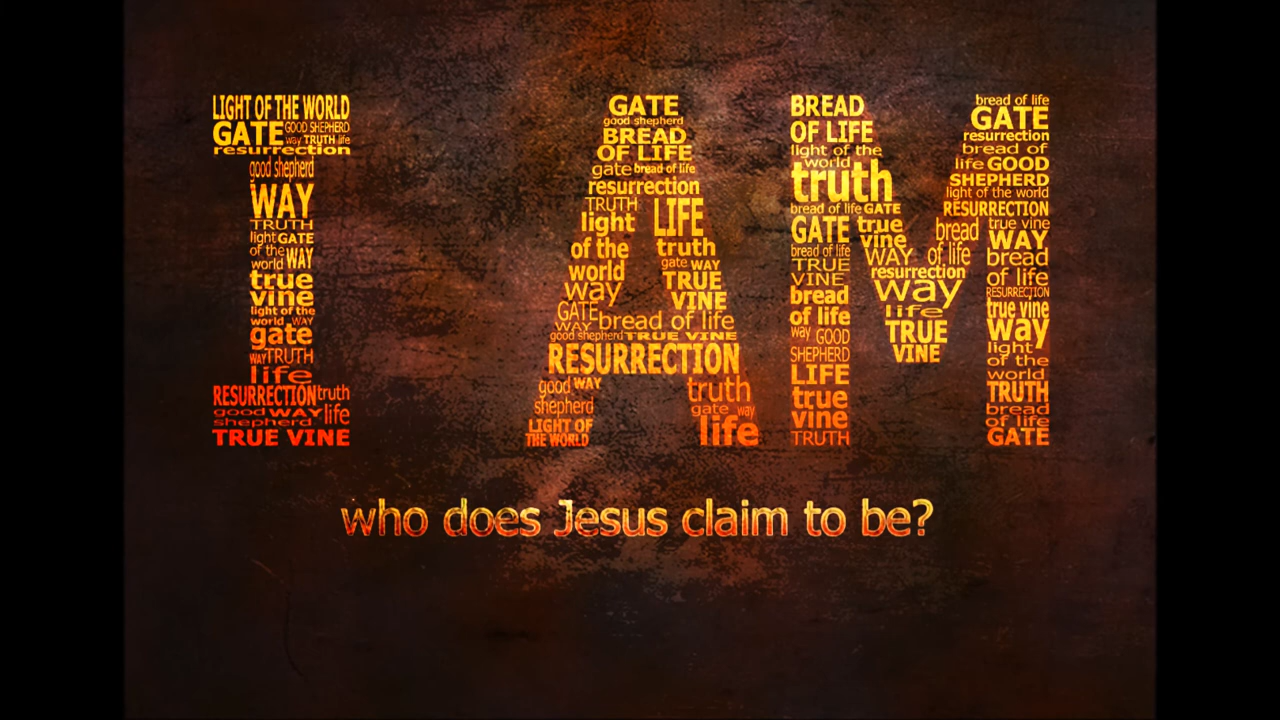 LIGHT OF THE WORLD
GATE GOOD SHEPHERD
way TRUTH life
resurrection
good shepherd
WAY
TRUTH
light GATE
of the WAY
world
true
vine
light of the
world WAY
gate
WAY TRUTH
life
RESURRECTION truth
good WAY life
shepherd
TRUE VINE
GATE
good shepherd
BREAD
OF LIFE
gate bread of life
resurrection
TRUTH LIFE
light
of the truth
gate WAY
world TRUE
way VINE
GATE
WAY bread of life
good shepherd TRUE VINE
RESURRECTION
good WAY truth
shepherd gate way
LIGHT OF life
THE WORLD
BREAD
OF LIFE
light of the
world
truth
bread of life GATE
GATE true
vine
bread of life WAY
TRUE resurrection
VINE way
bread life
of life TRUE
way GOOD VINE
SHEPHERD
LIFE
true
vine
TRUTH
bread of life
GATE
resurrection
bread of
life GOOD
SHEPHERD
light of the world
RESURRECTION
bread true vine
of life WAY
bread
of life
RESURRECTION
true vine
way
light
of the
world
TRUTH
bread
of life
GATE
who does Jesus claim to be?